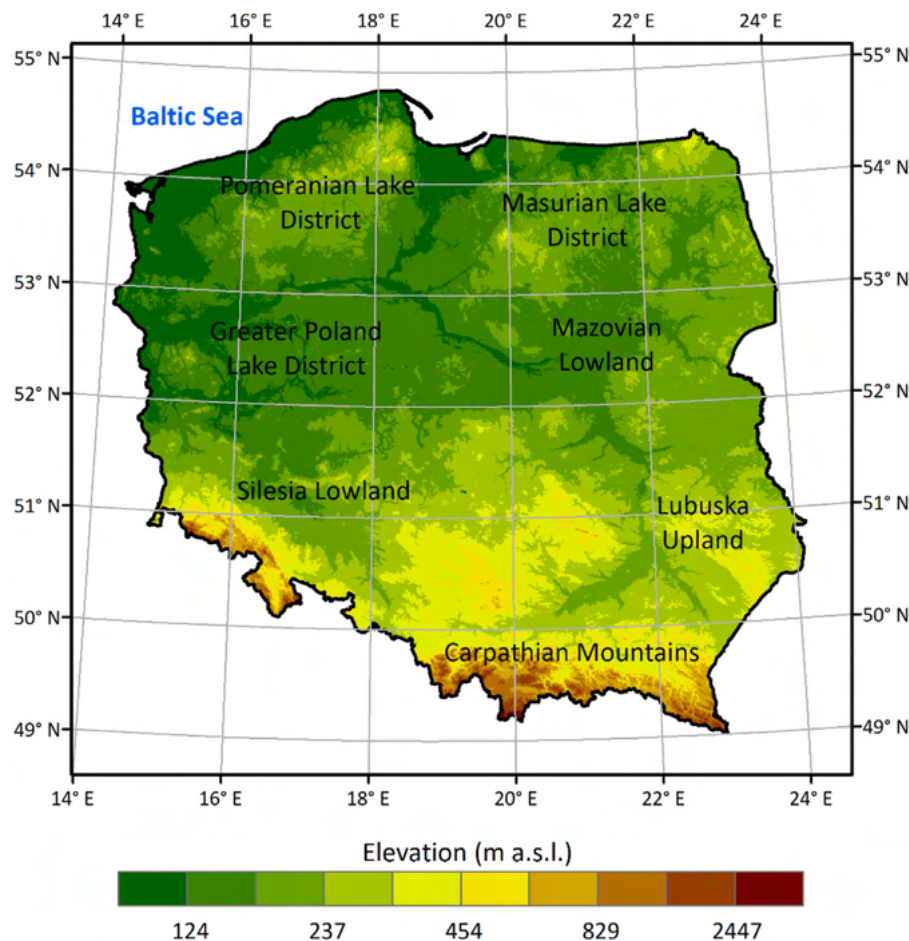 14° E 16° E 18° E 20° E 22° E 24° E
55° N 55° N
Baltic Sea
54° N 54° N
Pomeranian Lake
District
Masurian Lake
District
53° N 53° N
Greater Poland
Lake District
Mazovian
Lowland
52° N 52° N
Silesia Lowland
51° N 51° N
Lubuska
Upland
50° N 50° N
Carpathian Mountains
49° N 49° N
14° E 16° E 18° E 20° E 22° E 24° E
Elevation (m a.s.l.)
124 237 454 829 2447